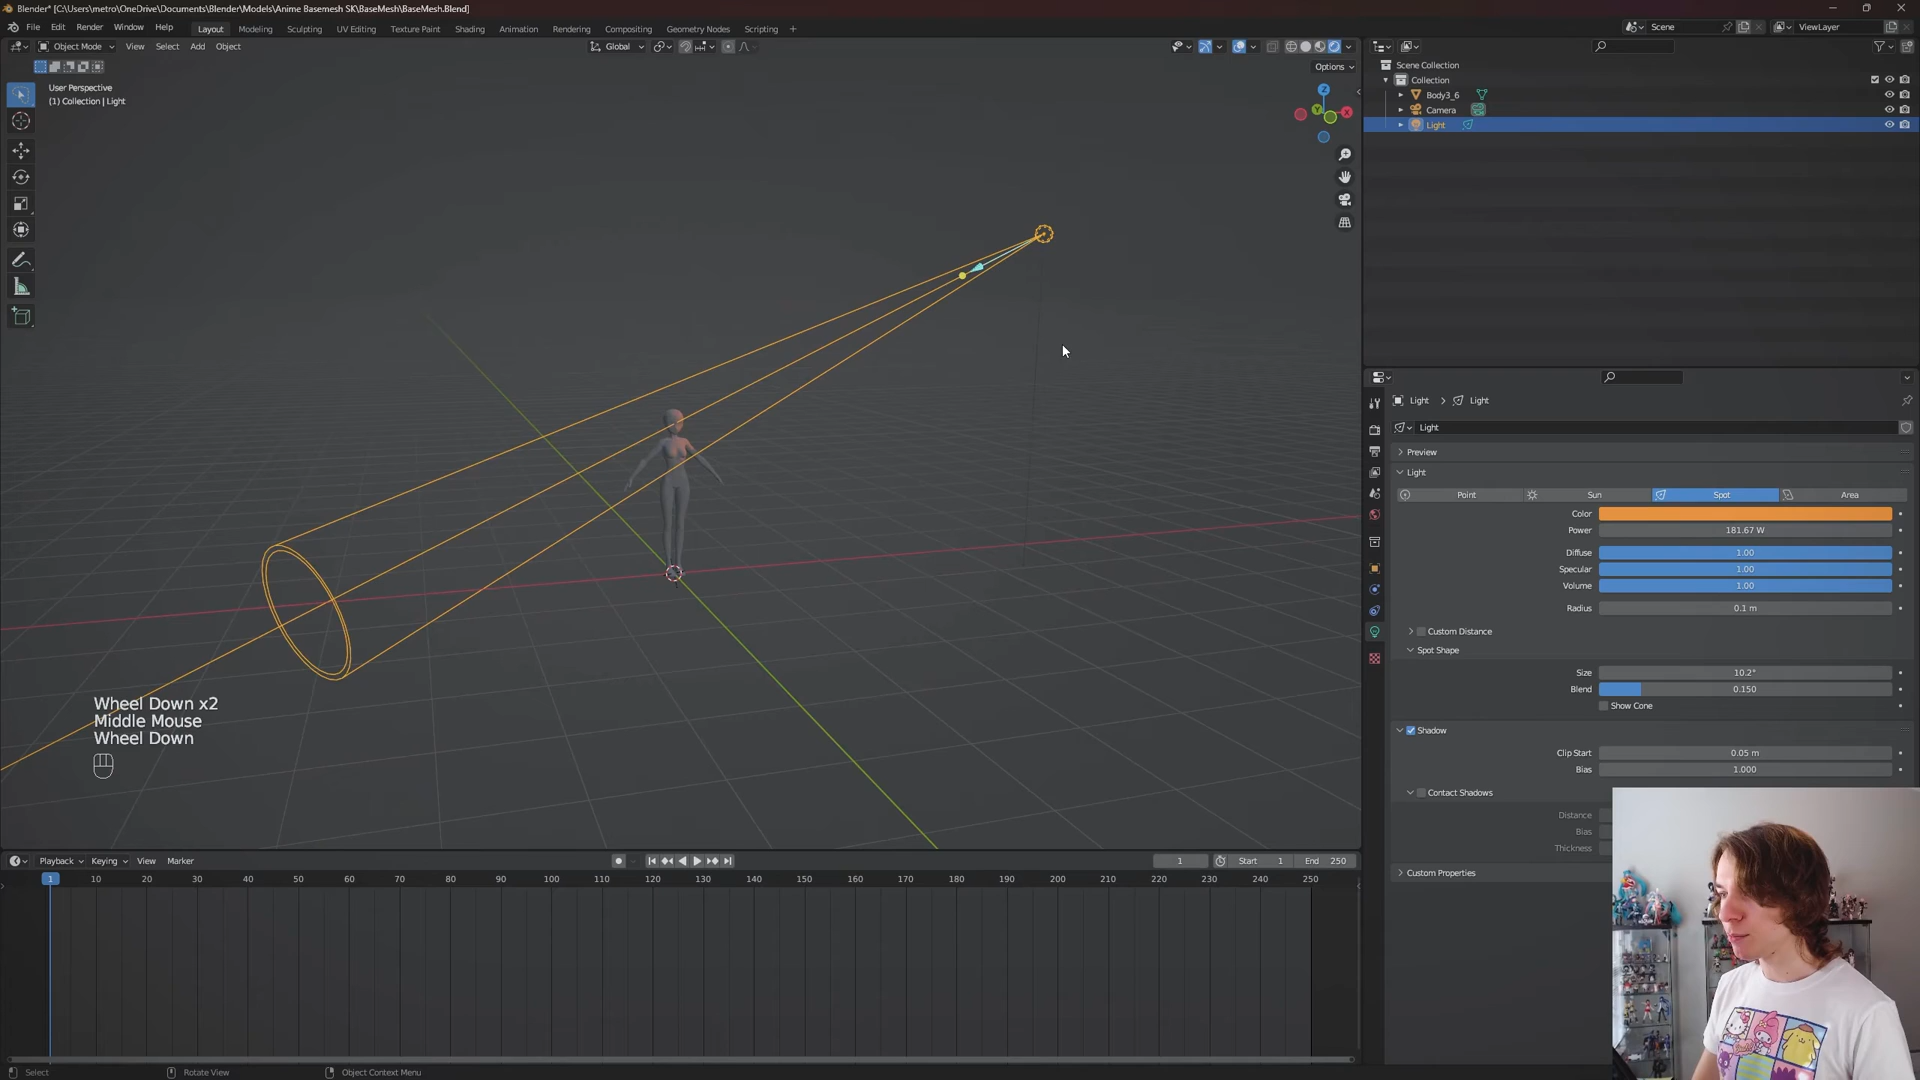 Blender* [C:\Users\metro\OneDrive\Documents\Blender\Models\Anime Basemesh SK\BaseMesh\BaseMesh.Blend]
File Edit Render Window Help Layout Modeling Sculpting UV Editing Texture Paint Shading Animation Rendering Compositing Geometry Nodes Scripting + Scene ViewLayer
Object Mode View Select Add Object Global
Options
User Perspective
(1) Collection | Light
Z
Y
X
Scene Collection
Collection
Body3_6
Camera
Light
Light > Light
Light
Preview
Light
Point Sun Spot Area
Color
Power 181.67 W
Diffuse 1.00
Specular 1.00
Volume 1.00
Radius 0.1 m
Custom Distance
Spot Shape
Size 10.2°
Blend 0.150
Show Cone
Shadow
Clip Start 0.05 m
Bias 1.000
Contact Shadows
Distance
Bias
Thickness
Custom Properties
Wheel Down x2
Middle Mouse
Wheel Down
Playback Keying View Marker 1 Start 1 End 250
1 10 20 30 40 50 60 70 80 90 100 110 120 130 140 150 160 170 180 190 200 210 220 230 240 250
Select Rotate View Object Context Menu